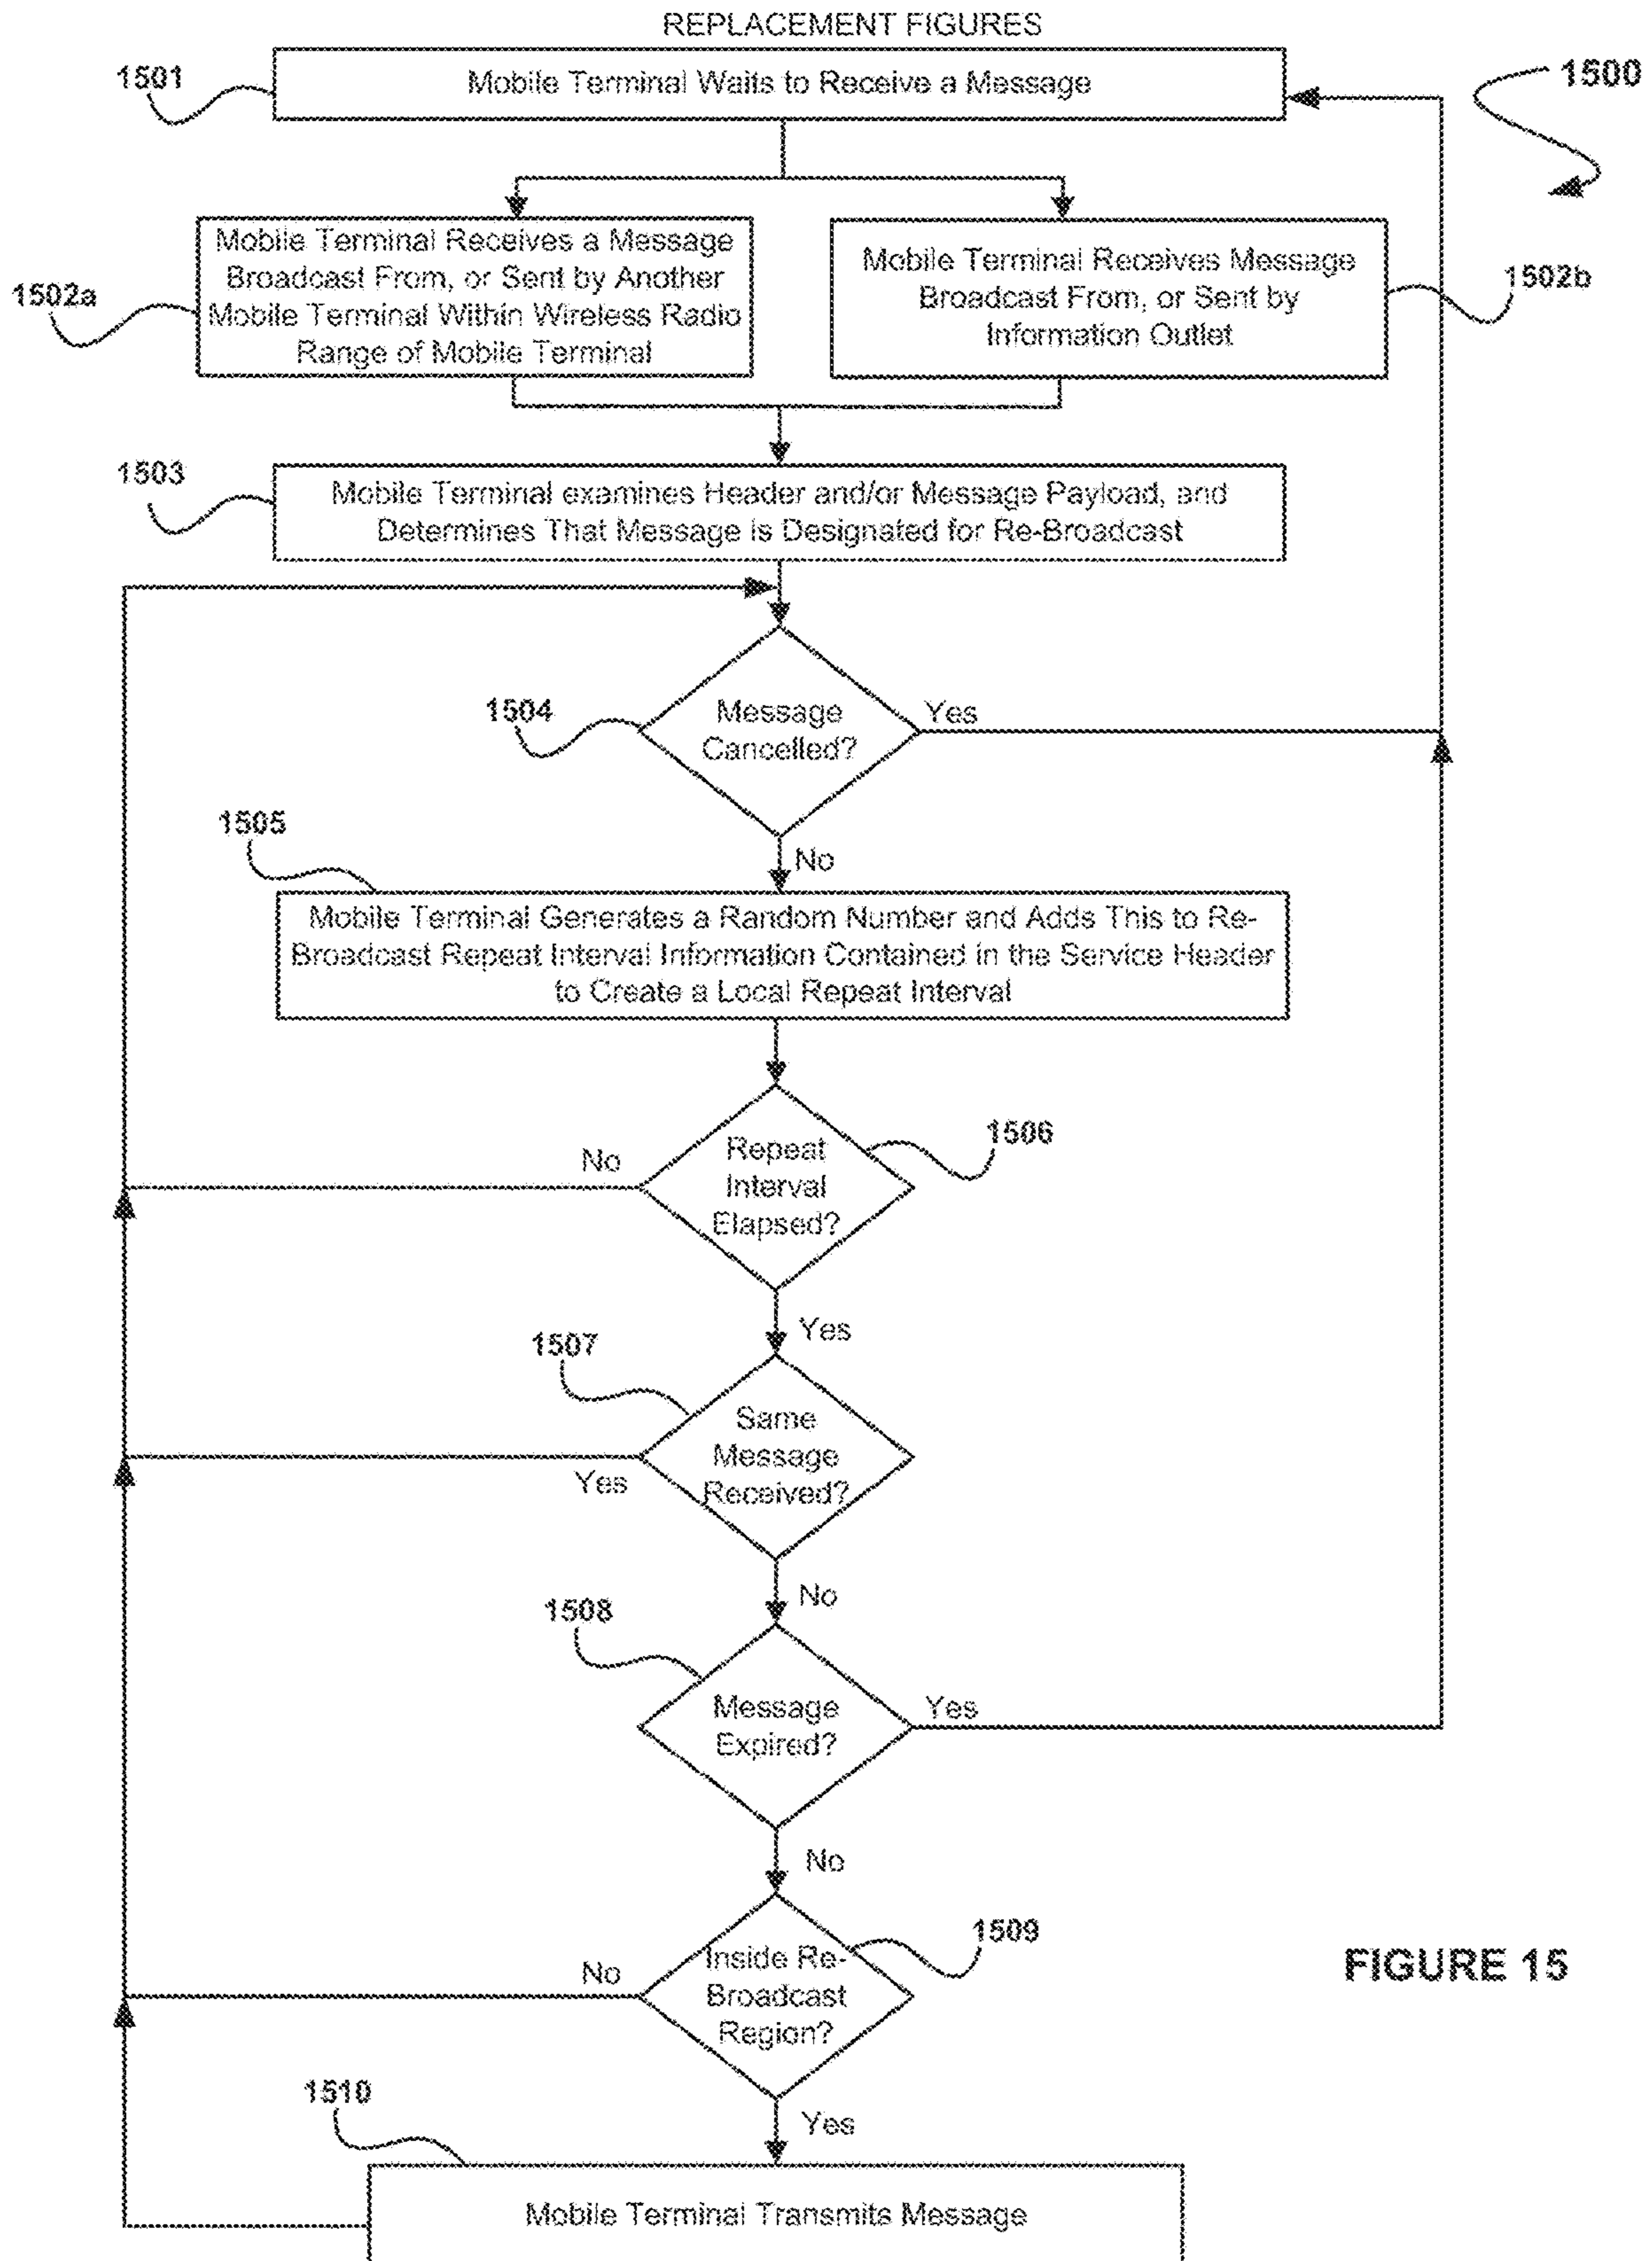 REPLACEMENT FIGURES
1501
Mobile Terminal Waits to Receive a Message
1500
1502a
Mobile Terminal Receives a Message
Broadcast From, or Sent by Another
Mobile Terminal Within Wireless Radio
Range of Mobile Terminal
Mobile Terminal Receives Message
Broadcast From, or Sent by
Information Outlet
1502b
1503
Mobile Terminal examines Header and/or Message Payload, and
Determines That Message is Designated for Re-Broadcast
1504
Message
Cancelled?
Yes
No
1505
Mobile Terminal Generates a Random Number and Adds This to Re-
Broadcast Repeat Interval Information Contained in the Service Header
to Create a Local Repeat Interval
1506
Repeat
Interval
Elapsed?
No
Yes
1507
Same
Message
Received?
Yes
No
1508
Message
Expired?
Yes
No
1509
Inside Re-
Broadcast
Region?
No
Yes
FIGURE 15
1510
Mobile Terminal Transmits Message